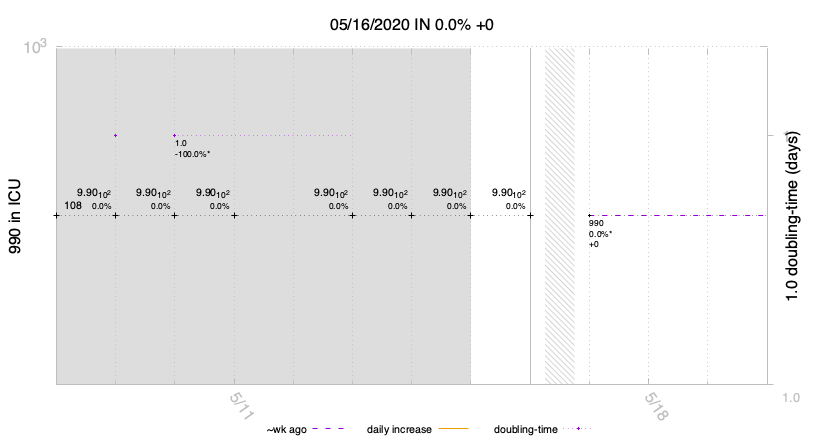 05/16/2020 IN 0.0% +0
10³
1.0
-100.0%*
9.90₁₀² 9.90₁₀² 9.90₁₀² 9.90₁₀² 9.90₁₀² 9.90₁₀² 9.90₁₀²
108 0.0% 0.0% 0.0% 0.0% 0.0% 0.0% 0.0%
990
0.0%*
+0
990 in ICU
1.0 doubling-time (days)
5/11 5/18
1.0
~wk ago daily increase doubling-time